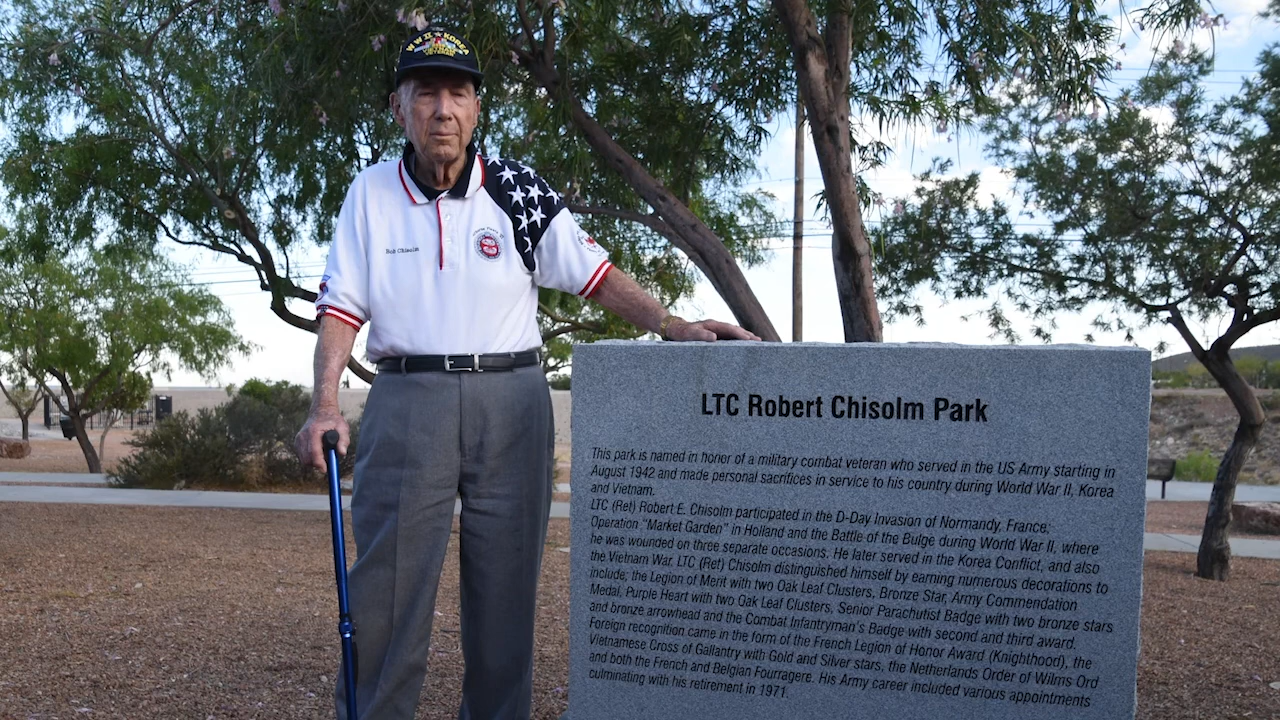 WWII ★ KOREA
VETERAN
Bob Chisolm
LTC Robert Chisolm Park
This park is named in honor of a military combat veteran who served in the US Army starting in
August 1942 and made personal sacrifices in service to his country during World War II, Korea
and Vietnam.
LTC (Ret) Robert E. Chisolm participated in the D-Day Invasion of Normandy, France;
Operation "Market Garden" in Holland and the Battle of the Bulge during World War II, where
he was wounded on three separate occasions. He later served in the Korea Conflict, and also
the Vietnam War. LTC (Ret) Chisolm distinguished himself by earning numerous decorations to
include; the Legion of Merit with two Oak Leaf Clusters, Bronze Star, Army Commendation
Medal, Purple Heart with two Oak Leaf Clusters, Senior Parachutist Badge with two bronze stars
and bronze arrowhead and the Combat Infantryman's Badge with second and third award.
Foreign recognition came in the form of the French Legion of Honor Award (Knighthood), the
Vietnamese Cross of Gallantry with Gold and Silver stars, the Netherlands Order of Wilms Ord
and both the French and Belgian Fourragere. His Army career included various appointments
culminating with his retirement in 1971.